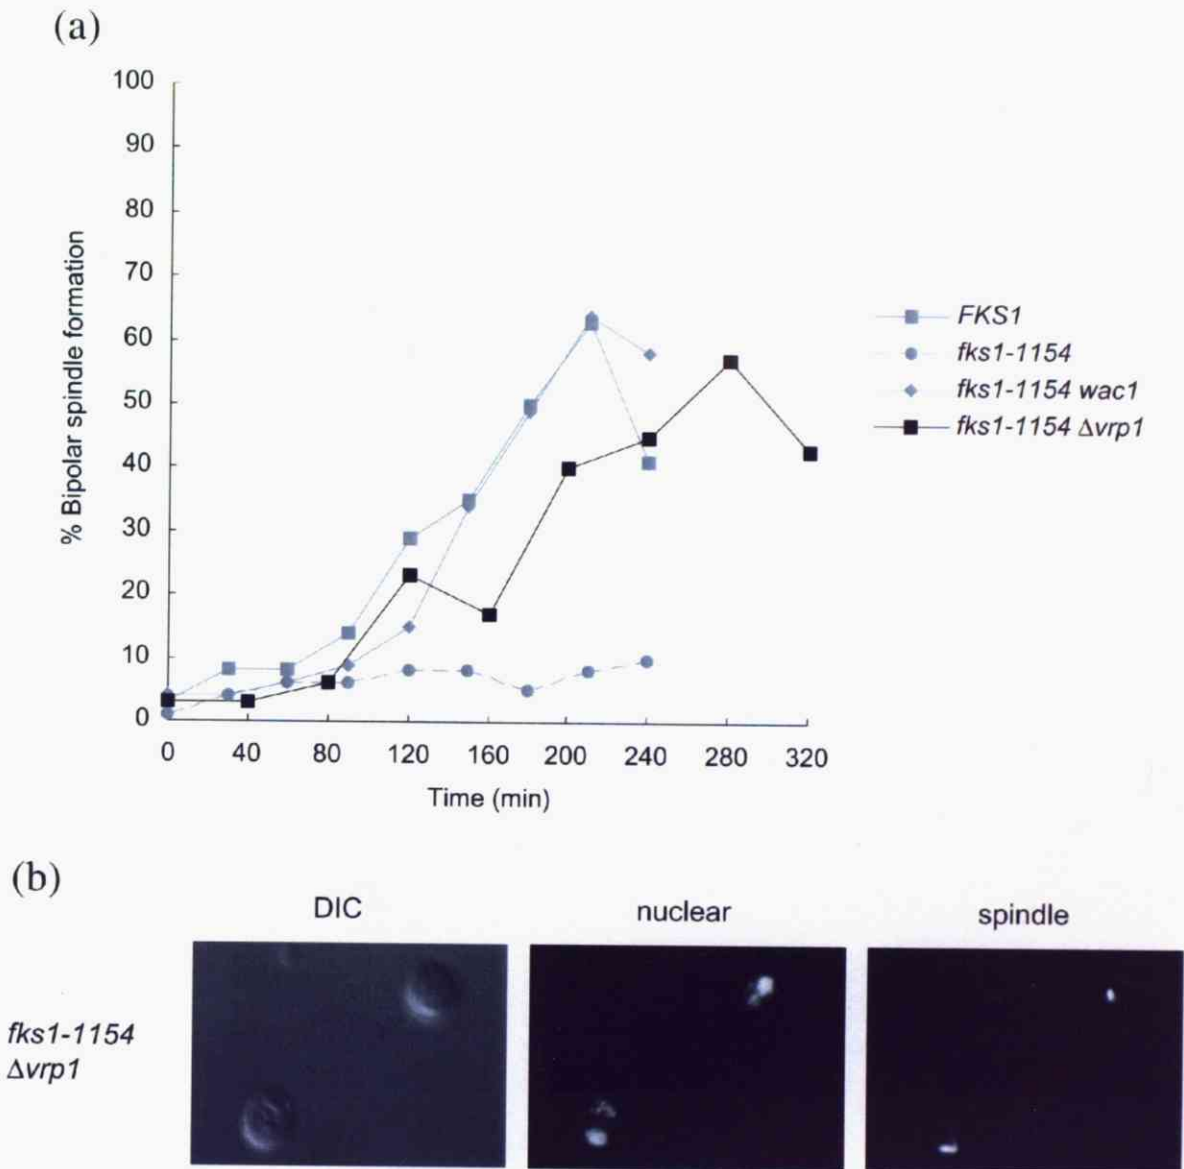 (a)
100
90
80
70
60
50
40
30
20
10
0
% Bipolar spindle formation
0 40 80 120 160 200 240 280 320
Time (min)
FKS1
fks1-1154
fks1-1154 wac1
fks1-1154 Δvrp1
(b)
DIC nuclear spindle
fks1-1154
Δvrp1